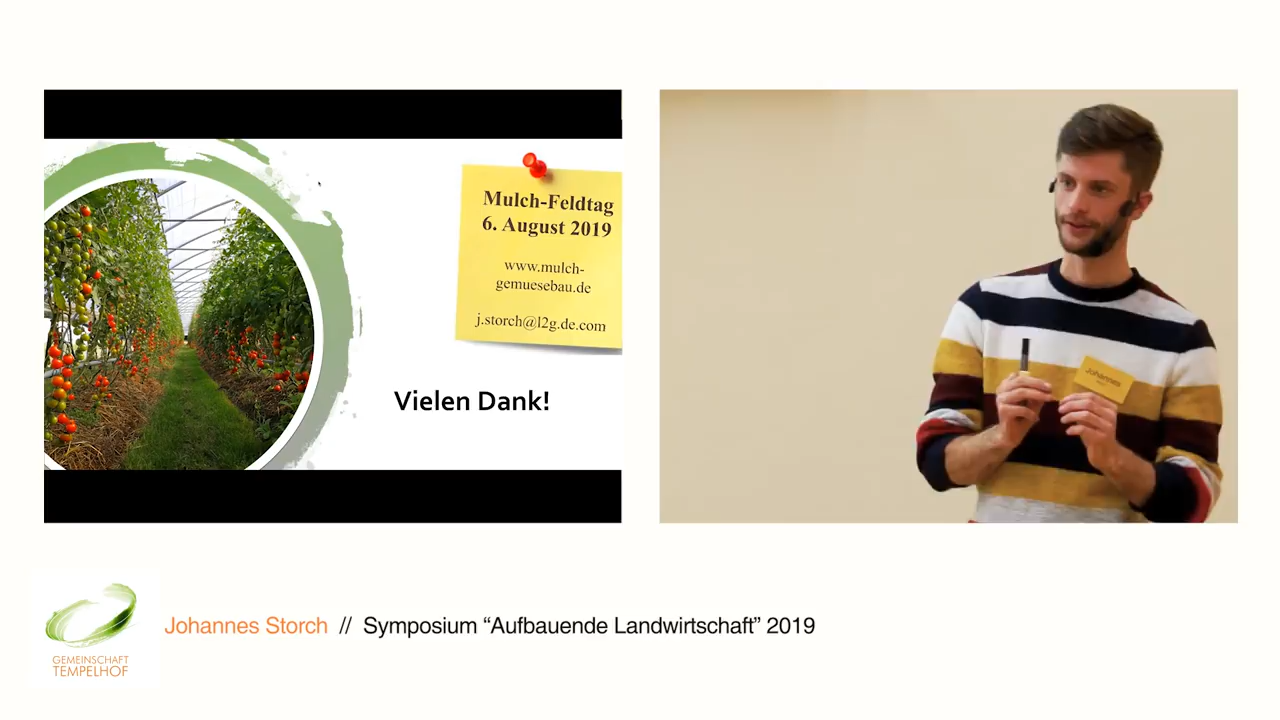 Mulch-Feldtag
6. August 2019
www.mulch-
gemuesebau.de
j.storch@l2g.de.com
Vielen Dank!
Johannes
GEMEINSCHAFT
TEMPELHOF
Johannes Storch // Symposium “Aufbauende Landwirtschaft” 2019